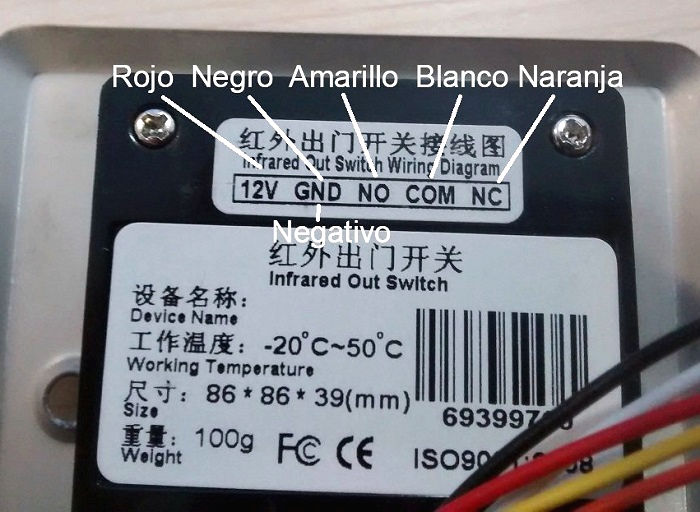 Rojo Negro Amarillo Blanco Naranja
红外出门开关接线图
Infrared Out Switch Wiring Diagram
12V GND NO COM NC
Negativo
红外出门开关
Infrared Out Switch
设备名称:
Device Name
工作温度: -20°C~50°C
Working Temperature
尺寸: 86*86*39(mm)
Size
重量: 100g
Weight
FC CE